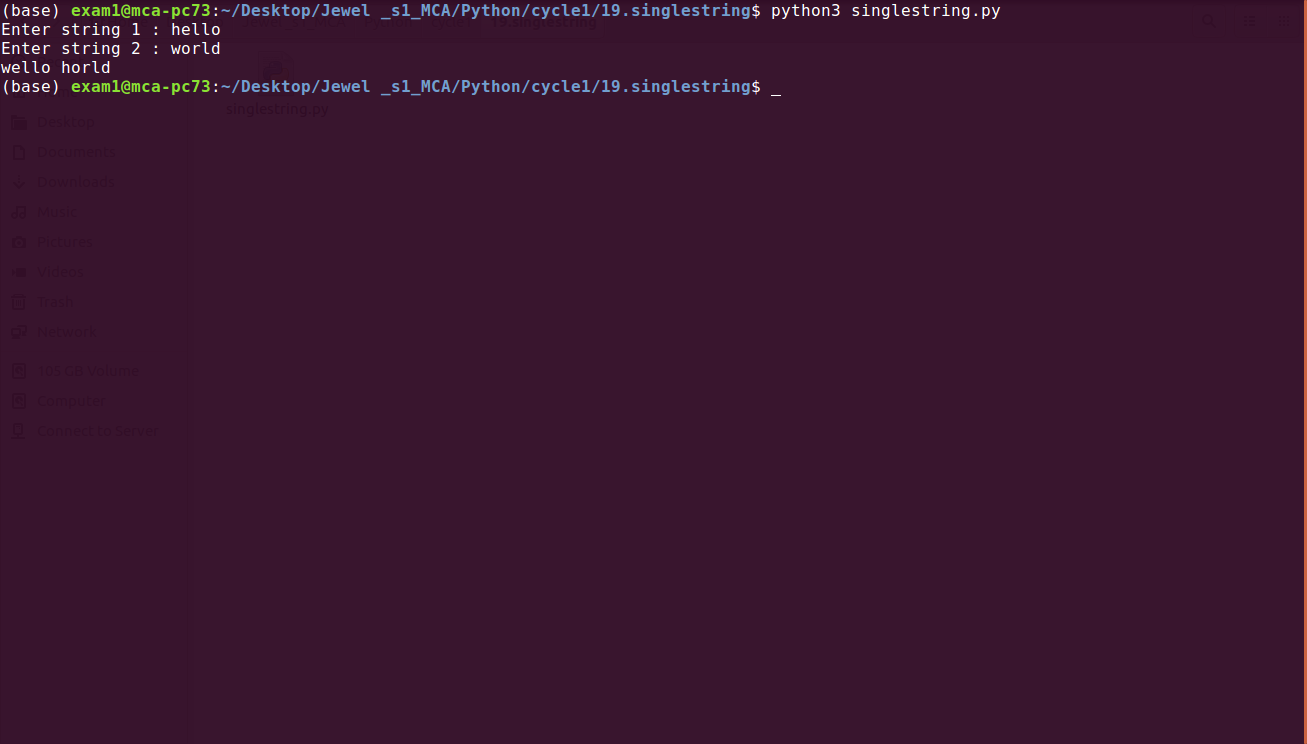 (base) exam1@mca-pc73:~/Desktop/Jewel _s1_MCA/Python/cycle1/19.singlestring$ python3 singlestring.py
Enter string 1 : hello
Enter string 2 : world
wello horld
(base) exam1@mca-pc73:~/Desktop/Jewel _s1_MCA/Python/cycle1/19.singlestring$ _
singlestring.py
Desktop
Documents
Downloads
Music
Pictures
Videos
Trash
Network
105 GB Volume
Computer
Connect to Server